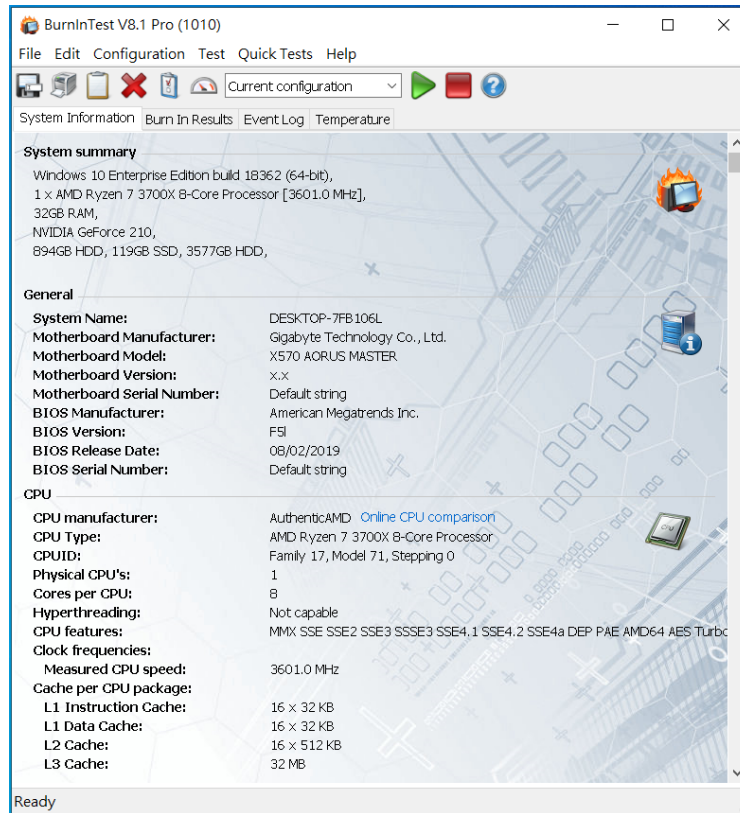 BurnInTest V8.1 Pro (1010)
File Edit Configuration Test Quick Tests Help
Current configuration
System Information Burn In Results Event Log Temperature
System summary
Windows 10 Enterprise Edition build 18362 (64-bit),
1 x AMD Ryzen 7 3700X 8-Core Processor [3601.0 MHz],
32GB RAM,
NVIDIA GeForce 210,
894GB HDD, 119GB SSD, 3577GB HDD,
General
System Name: DESKTOP-7FB106L
Motherboard Manufacturer: Gigabyte Technology Co., Ltd.
Motherboard Model: X570 AORUS MASTER
Motherboard Version: x.x
Motherboard Serial Number: Default string
BIOS Manufacturer: American Megatrends Inc.
BIOS Version: F5l
BIOS Release Date: 08/02/2019
BIOS Serial Number: Default string
CPU
CPU manufacturer: AuthenticAMD Online CPU comparison
CPU Type: AMD Ryzen 7 3700X 8-Core Processor
CPUID: Family 17, Model 71, Stepping 0
Physical CPU's: 1
Cores per CPU: 8
Hyperthreading: Not capable
CPU features: MMX SSE SSE2 SSE3 SSSE3 SSE4.1 SSE4.2 SSE4a DEP PAE AMD64 AES Turbo
Clock frequencies:
Measured CPU speed: 3601.0 MHz
Cache per CPU package:
L1 Instruction Cache: 16 x 32 KB
L1 Data Cache: 16 x 32 KB
L2 Cache: 16 x 512 KB
L3 Cache: 32 MB
Ready